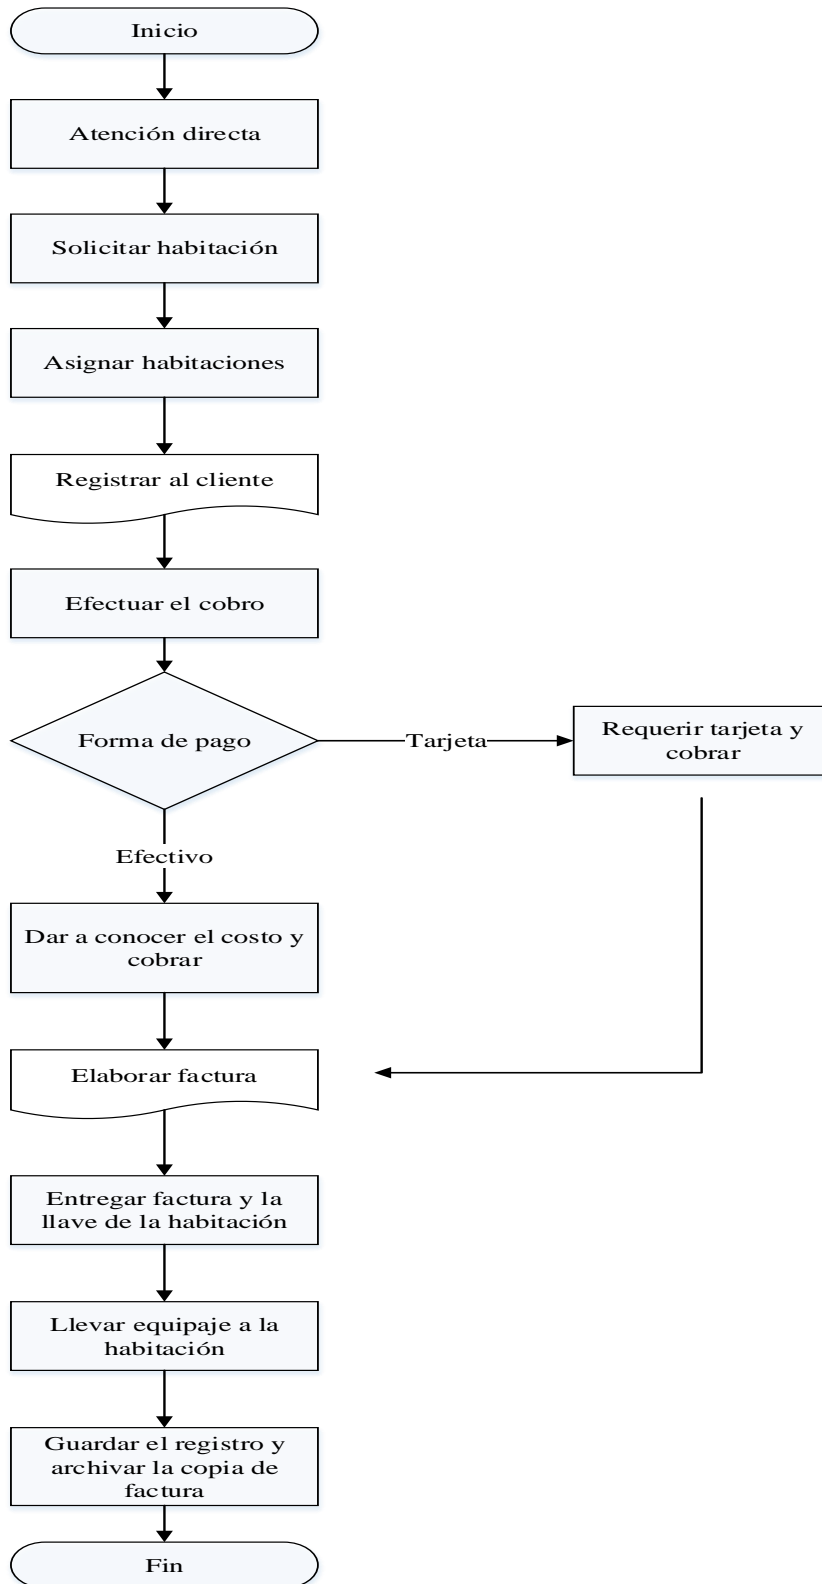 Inicio
Atención directa
Solicitar habitación
Asignar habitaciones
Registrar al cliente
Efectuar el cobro
Forma de pago
Tarjeta
Requerir tarjeta y
cobrar
Efectivo
Dar a conocer el costo y
cobrar
Elaborar factura
Entregar factura y la
llave de la habitación
Llevar equipaje a la
habitación
Guardar el registro y
archivar la copia de
factura
Fin